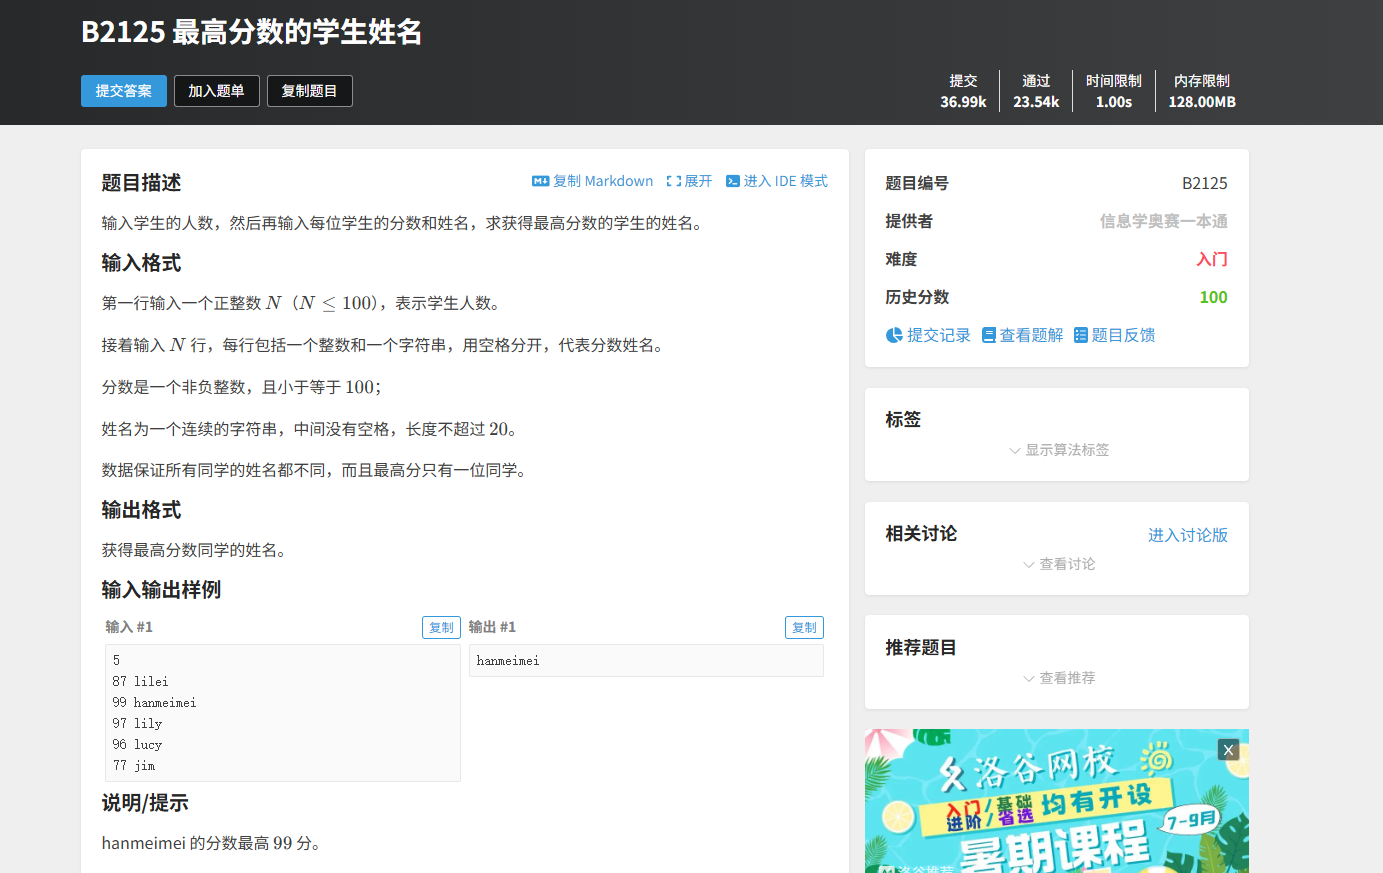 B2125 最高分数的学生姓名
提交答案 加入题单 复制题目
提交 通过 时间限制 内存限制
36.99k 23.54k 1.00s 128.00MB
题目描述 复制 Markdown 展开 进入 IDE 模式
输入学生的人数，然后再输入每位学生的分数和姓名，求获得最高分数的学生的姓名。
输入格式
第一行输入一个正整数 N（N ≤ 100），表示学生人数。
接着输入 N 行，每行包括一个整数和一个字符串，用空格分开，代表分数姓名。
分数是一个非负整数，且小于等于 100；
姓名为一个连续的字符串，中间没有空格，长度不超过 20。
数据保证所有同学的姓名都不同，而且最高分只有一位同学。
输出格式
获得最高分数同学的姓名。
输入输出样例
输入 #1 复制 输出 #1 复制
5
87 lilei
99 hanmeimei
97 lily
96 lucy
77 jim
hanmeimei
说明/提示
hanmeimei 的分数最高 99 分。
题目编号 B2125
提供者 信息学奥赛一本通
难度 入门
历史分数 100
提交记录 查看题解 题目反馈
标签
显示算法标签
相关讨论 进入讨论版
查看讨论
推荐题目
查看推荐
X
洛谷网校
入门/基础
进阶/省选 均有开设
7-9月
暑期课程
洛谷推荐